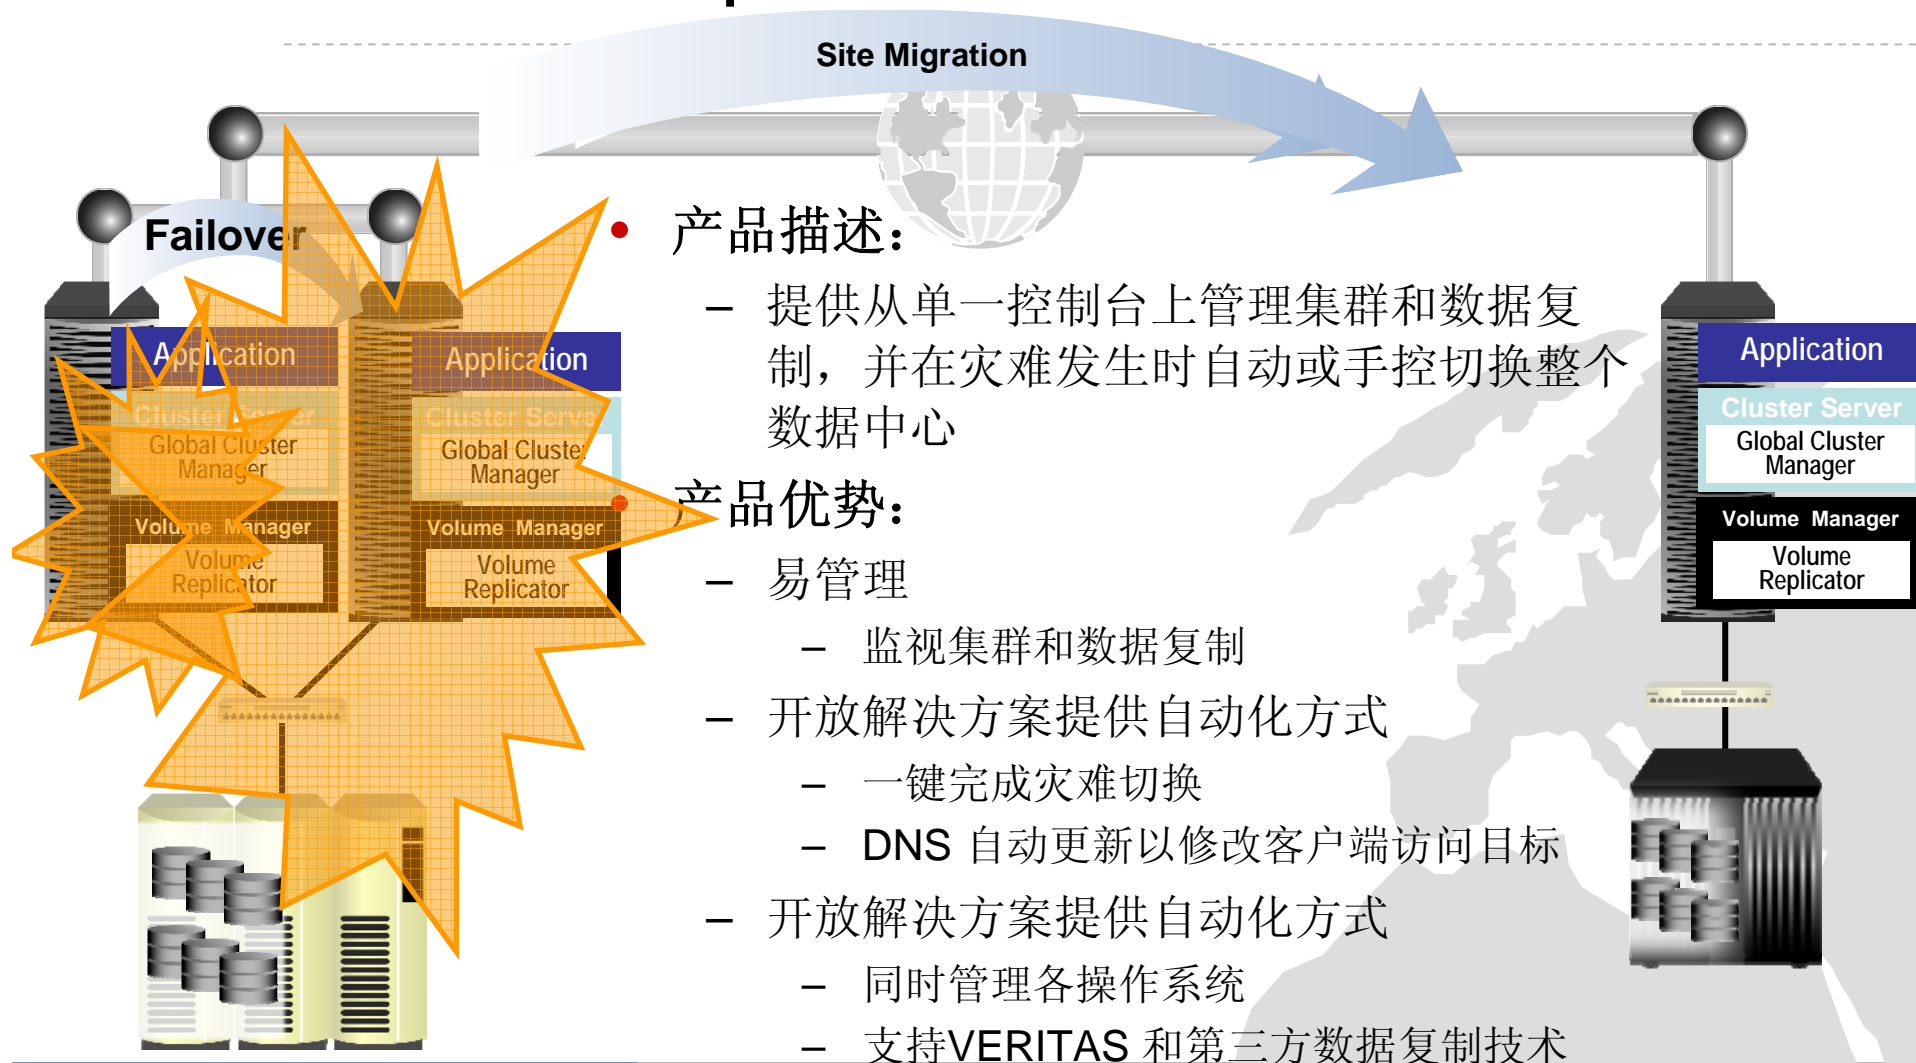 Site Migration
Failover
Application
Cluster Server
Global Cluster
Manager
Volume Manager
Volume
Replicator
Application
Cluster Server
Global Cluster
Manager
Volume Manager
Volume
Replicator
• 产品描述：
– 提供从单一控制台上管理集群和数据复
制，并在灾难发生时自动或手控切换整个
数据中心
• 产品优势：
– 易管理
– 监视集群和数据复制
– 开放解决方案提供自动化方式
– 一键完成灾难切换
– DNS 自动更新以修改客户端访问目标
– 开放解决方案提供自动化方式
– 同时管理各操作系统
– 支持VERITAS 和第三方数据复制技术
Application
Cluster Server
Global Cluster
Manager
Volume Manager
Volume
Replicator